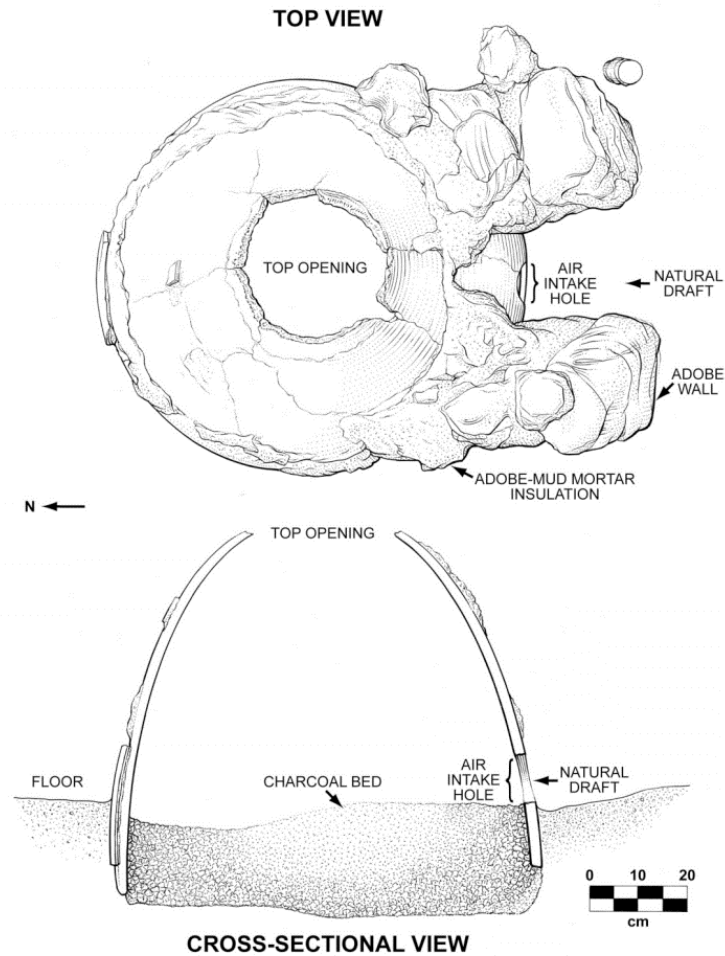 TOP VIEW
TOP OPENING
AIR
INTAKE
HOLE
NATURAL
DRAFT
ADOBE
WALL
ADOBE-MUD MORTAR
INSULATION
N
TOP OPENING
FLOOR
CHARCOAL BED
AIR
INTAKE
HOLE
NATURAL
DRAFT
0 10 20
cm
CROSS-SECTIONAL VIEW